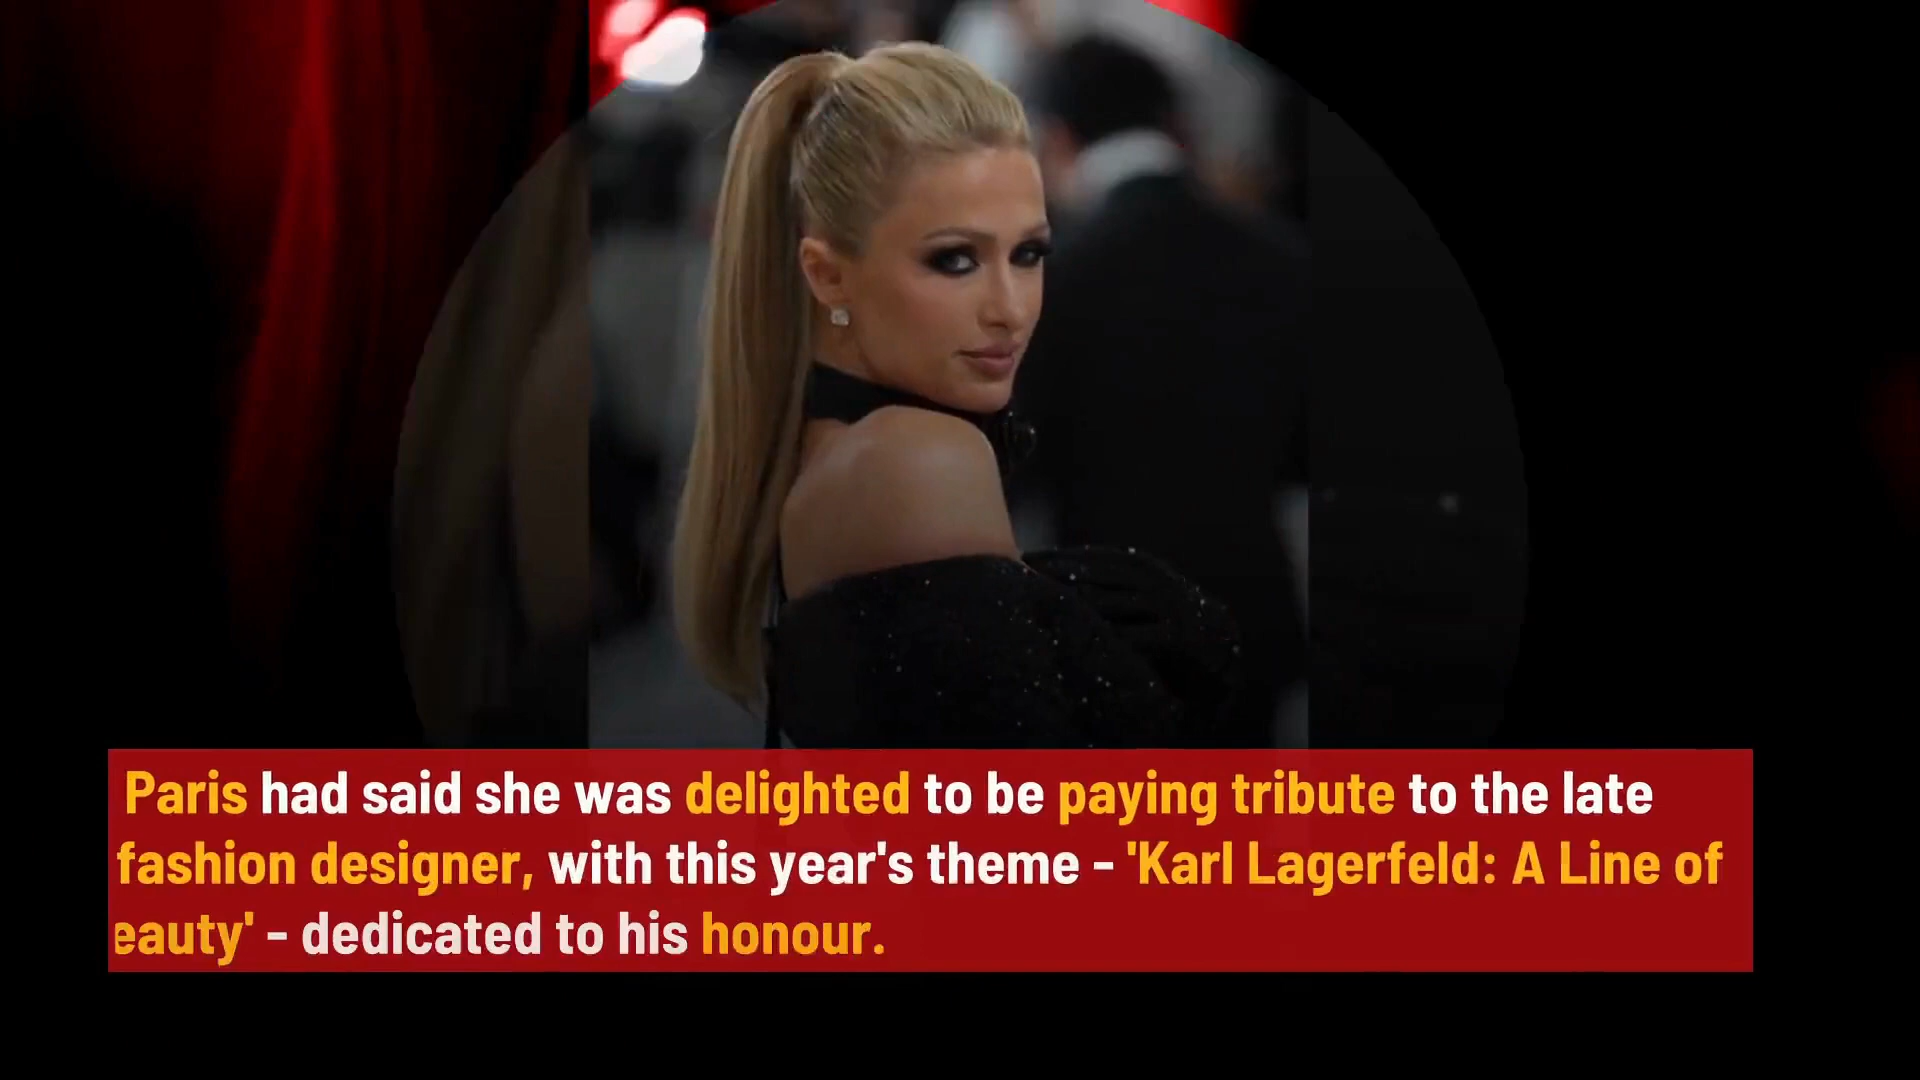 Paris had said she was delighted to be paying tribute to the late
fashion designer, with this year's theme - 'Karl Lagerfeld: A Line of
eauty' - dedicated to his honour.